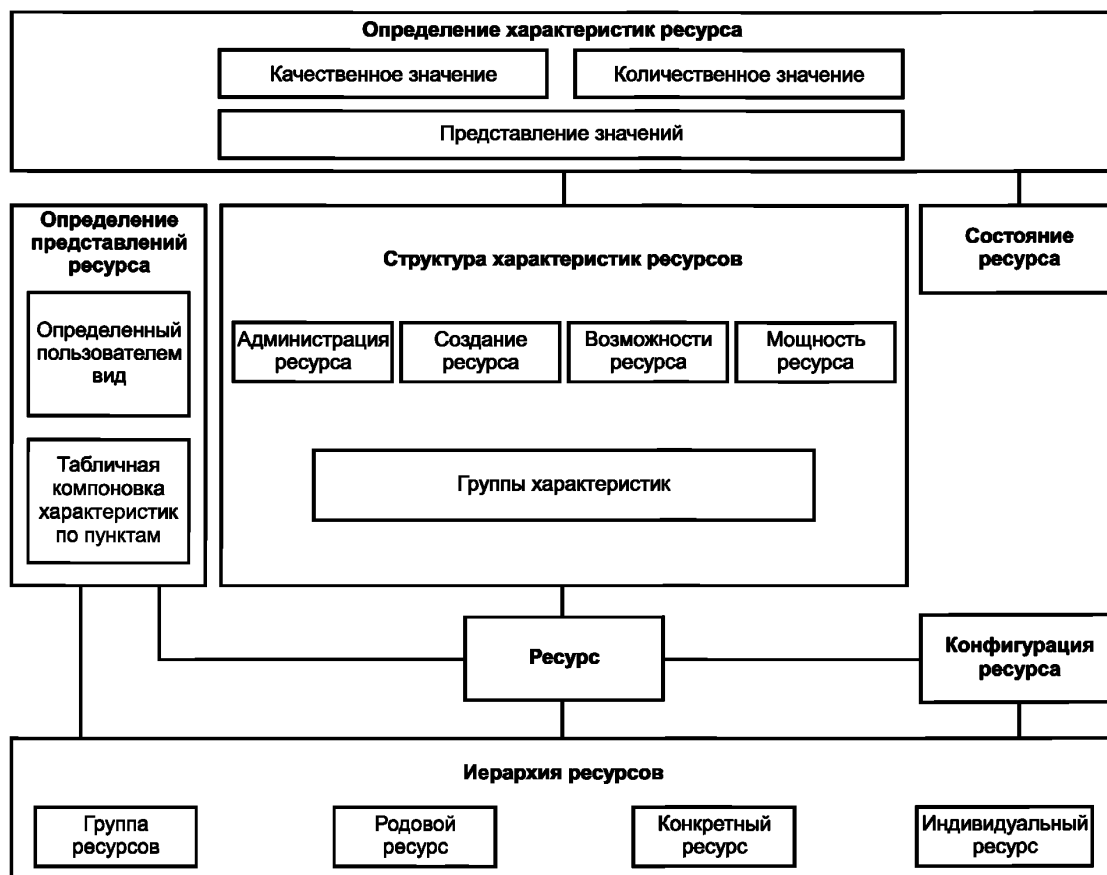 Определение характеристик ресурса
Качественное значение
Количественное значение
Представление значений
Определение
представлений
ресурса
Определенный
пользователем
вид
Табличная
компоновка
характеристик
по пунктам
Структура характеристик ресурсов
Администрация
ресурса
Создание
ресурса
Возможности
ресурса
Мощность
ресурса
Группы характеристик
Состояние
ресурса
Ресурс
Конфигурация
ресурса
Иерархия ресурсов
Группа
ресурсов
Родовой
ресурс
Конкретный
ресурс
Индивидуальный
ресурс